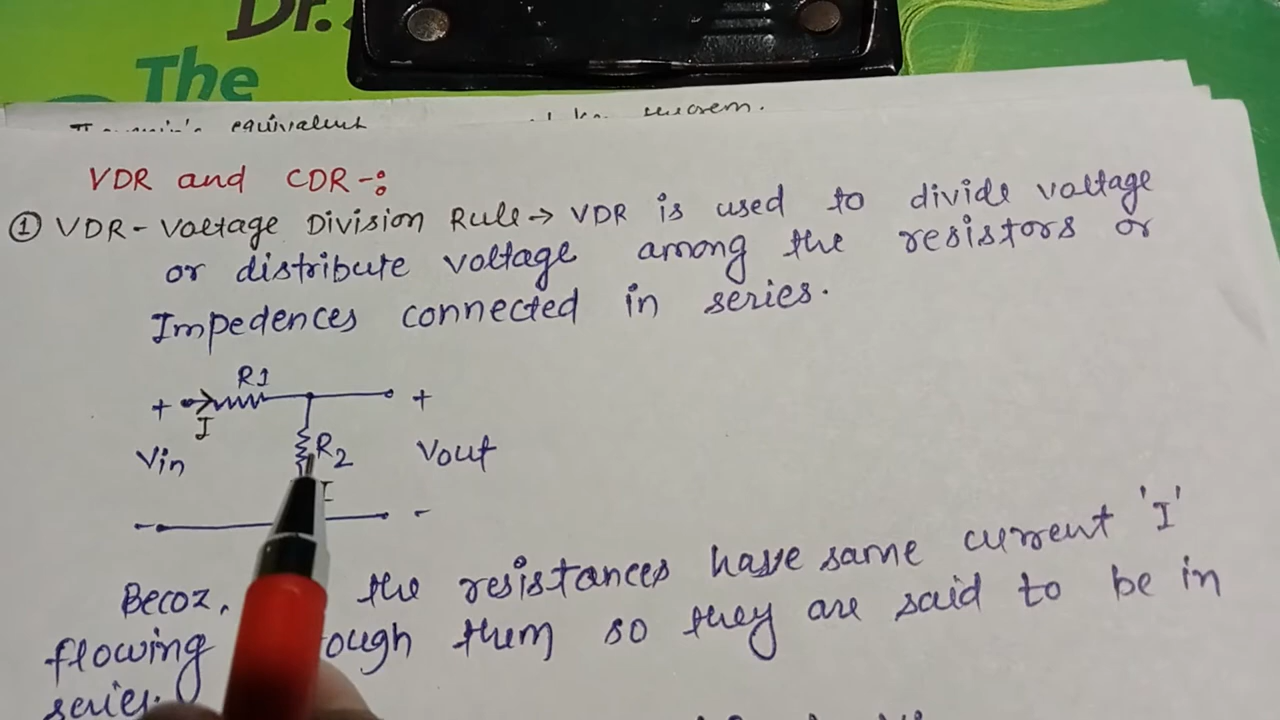 Dr.
The
equivalent
VDR and CDR-:
① VDR - Voltage Division Rule → VDR is used to divide voltage
or distribute voltage among the resistors or
Impedences connected in series.
R1
+ +
I
Vin R2 Vout
I
- -
Becoz, the resistances have same current 'I'
flowing ough them so they are said to be in
series.